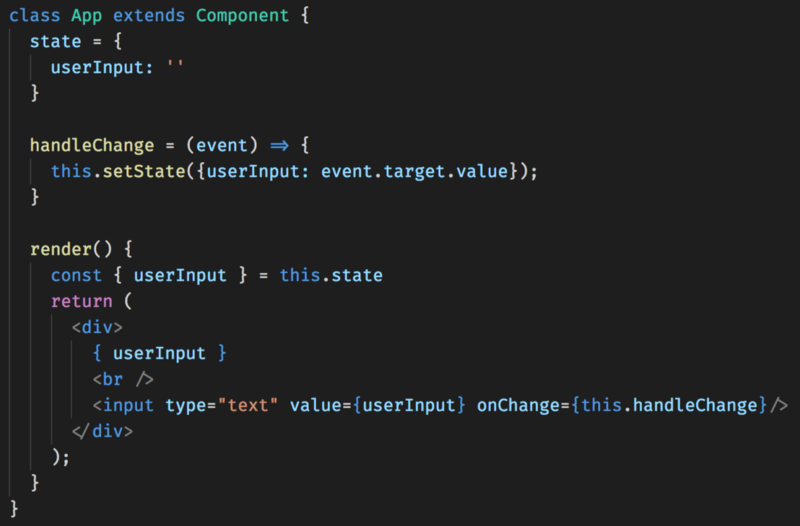 class App extends Component {
  state = {
    userInput: ''
  }

  handleChange = (event) => {
    this.setState({userInput: event.target.value});
  }

  render() {
    const { userInput } = this.state
    return (
      <div>
        { userInput }
        <br />
        <input type="text" value={userInput} onChange={this.handleChange}/>
      </div>
    );
  }
}